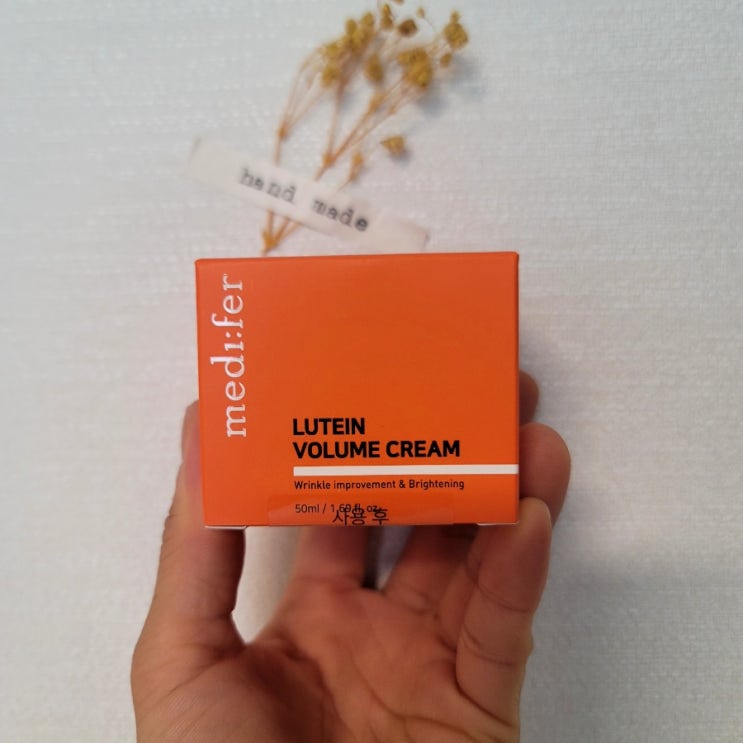 hand made
medi:fer
LUTEIN
VOLUME CREAM
Wrinkle improvement & Brightening
50ml / 1.69 fl. oz.
사용 후